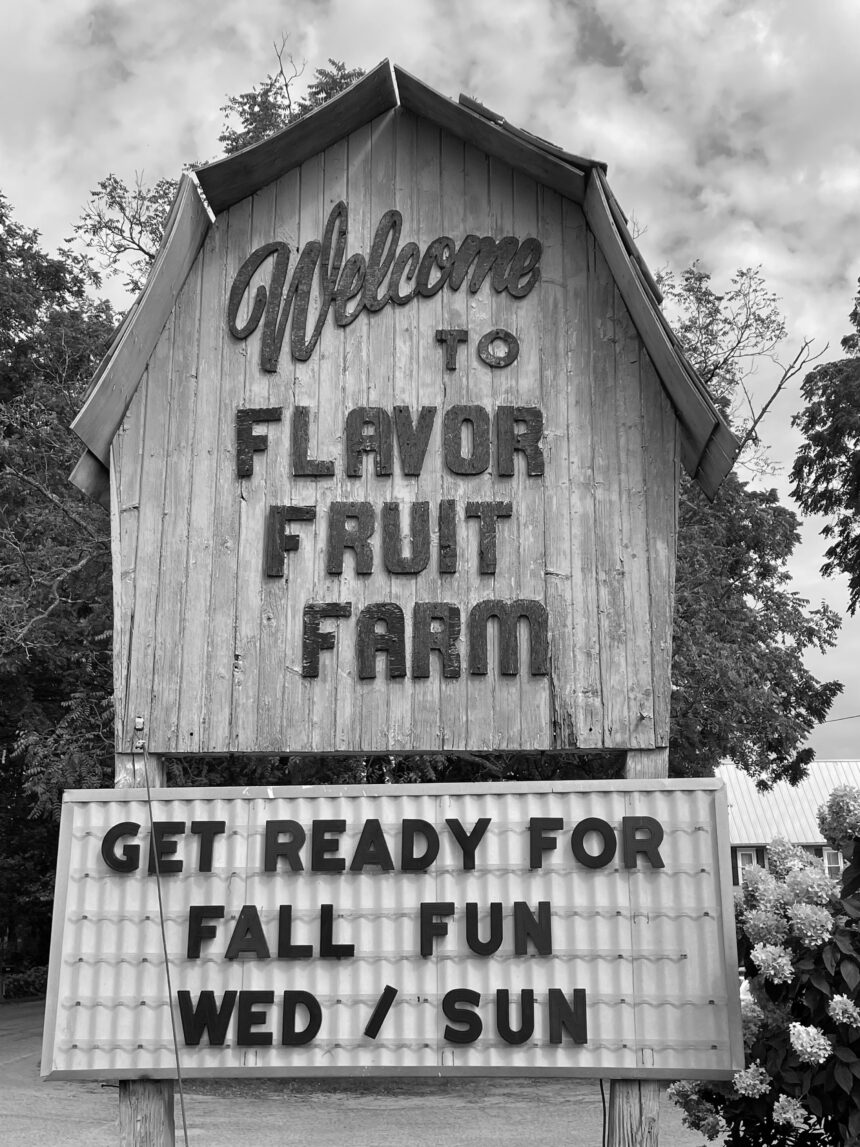 Welcome
TO
FLAVOR
FRUIT
FARM
GET READY FOR
FALL FUN
WED / SUN